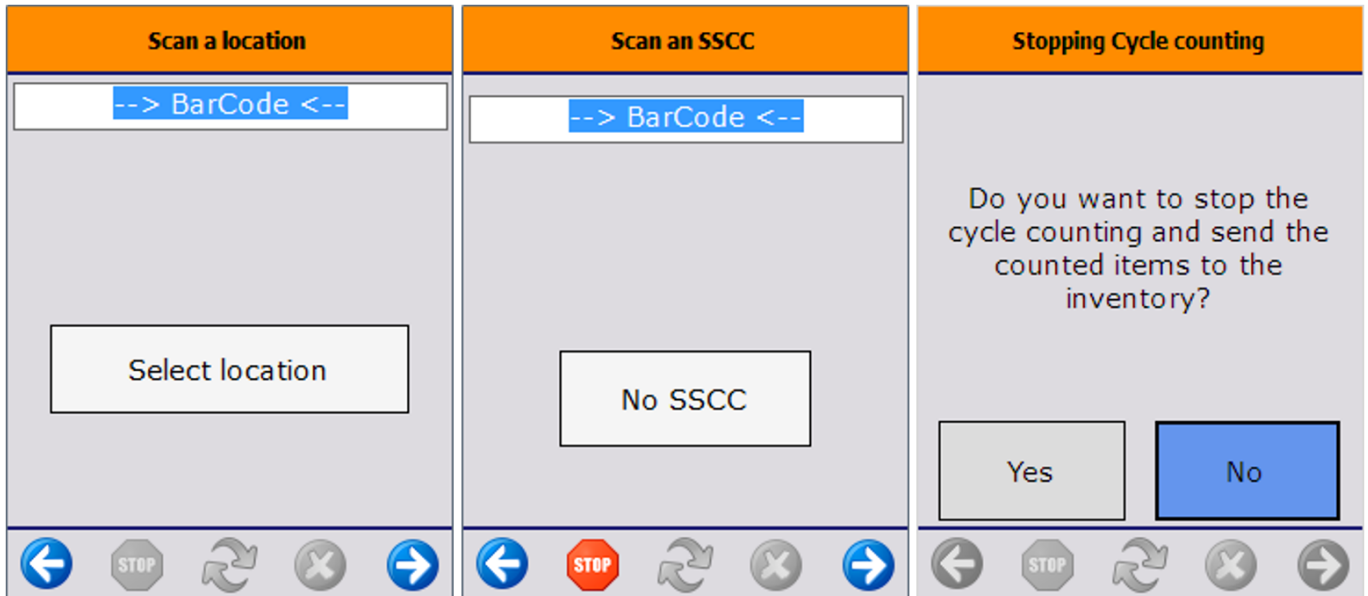 Scan a location
--> BarCode <--
Select location
STOP
Scan an SSCC
--> BarCode <--
No SSCC
STOP
Stopping Cycle counting
Do you want to stop the
cycle counting and send the
counted items to the
inventory?
Yes
No
STOP